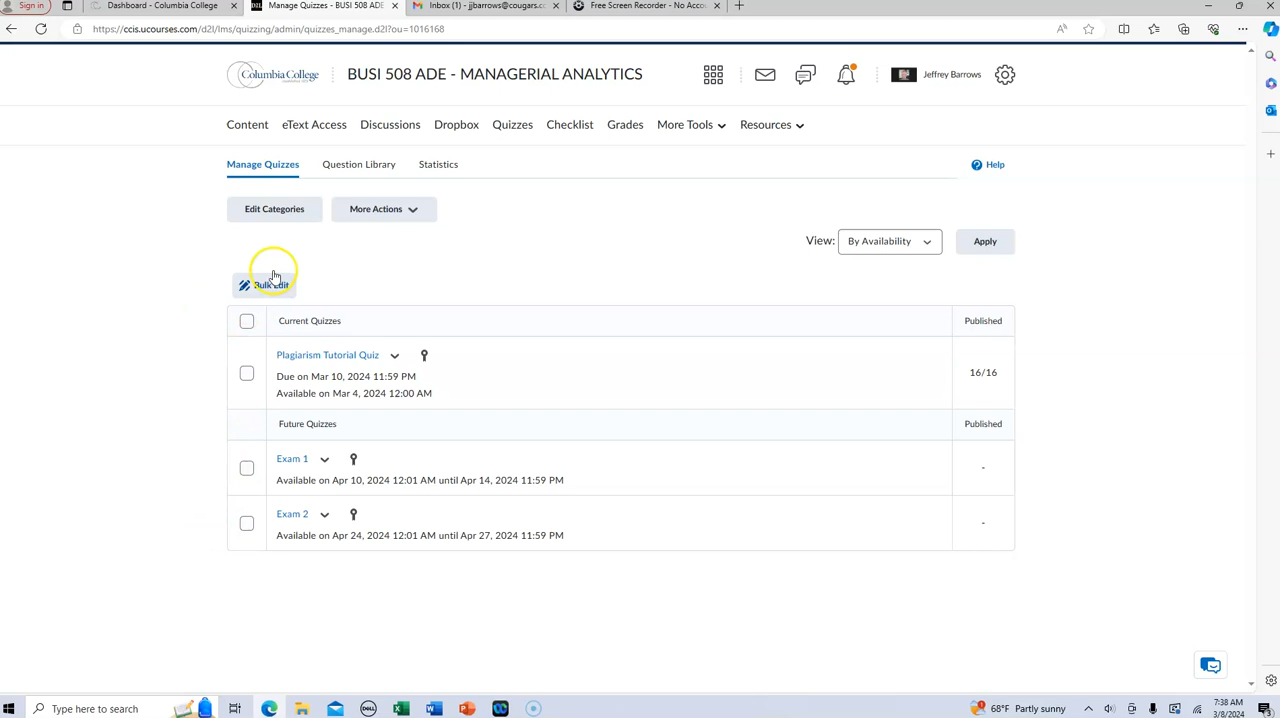 Sign in
Dashboard - Columbia College
Manage Quizzes - BUSI 508 ADE -
Inbox (1) - jjbarrows@cougars.cc
Free Screen Recorder - No Accou
https://ccis.ucourses.com/d2l/lms/quizzing/admin/quizzes_manage.d2l?ou=1016168
Columbia College
BUSI 508 ADE - MANAGERIAL ANALYTICS
Jeffrey Barrows
Content
eText Access
Discussions
Dropbox
Quizzes
Checklist
Grades
More Tools
Resources
Manage Quizzes
Question Library
Statistics
Help
Edit Categories
More Actions
View:
By Availability
Apply
Bulk Edit
Current Quizzes
Published
Plagiarism Tutorial Quiz
Due on Mar 10, 2024 11:59 PM
Available on Mar 4, 2024 12:00 AM
16/16
Future Quizzes
Published
Exam 1
Available on Apr 10, 2024 12:01 AM until Apr 14, 2024 11:59 PM
-
Exam 2
Available on Apr 24, 2024 12:01 AM until Apr 27, 2024 11:59 PM
-
Type here to search
68°F Partly sunny
7:38 AM
3/8/2024